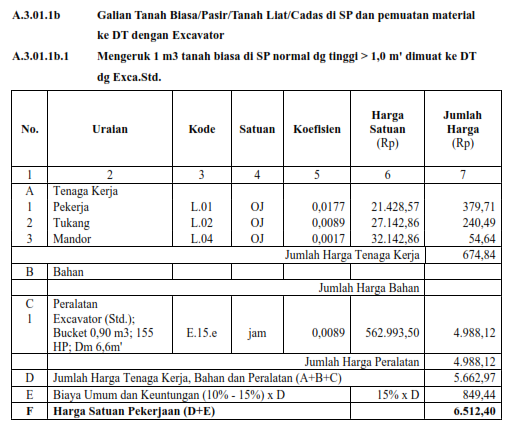 A.3.01.1b Galian Tanah Biasa/Pasir/Tanah Liat/Cadas di SP dan pemuatan material
ke DT dengan Excavator
A.3.01.1b.1 Mengeruk 1 m3 tanah biasa di SP normal dg tinggi > 1,0 m' dimuat ke DT
dg Exca.Std.
No. Uraian Kode Satuan Koefisien Harga Satuan (Rp) Jumlah Harga (Rp)
1 2 3 4 5 6 7
A Tenaga Kerja
1 Pekerja L.01 OJ 0,0177 21.428,57 379,71
2 Tukang L.02 OJ 0,0089 27.142,86 240,49
3 Mandor L.04 OJ 0,0017 32.142,86 54,64
Jumlah Harga Tenaga Kerja 674,84
B Bahan
Jumlah Harga Bahan
C Peralatan
1 Excavator (Std.);
Bucket 0,90 m3; 155 E.15.e jam 0,0089 562.993,50 4.988,12
HP; Dm 6,6m'
Jumlah Harga Peralatan 4.988,12
D Jumlah Harga Tenaga Kerja, Bahan dan Peralatan (A+B+C) 5.662,97
E Biaya Umum dan Keuntungan (10% - 15%) x D 15% x D 849,44
F Harga Satuan Pekerjaan (D+E) 6.512,40